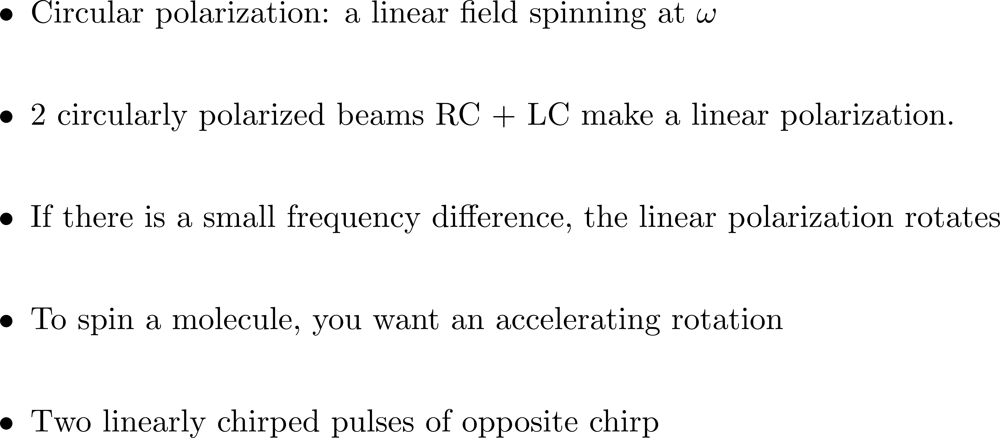 • Circular polarization: a linear field spinning at ω
• 2 circularly polarized beams RC + LC make a linear polarization.
• If there is a small frequency difference, the linear polarization rotates
• To spin a molecule, you want an accelerating rotation
• Two linearly chirped pulses of opposite chirp